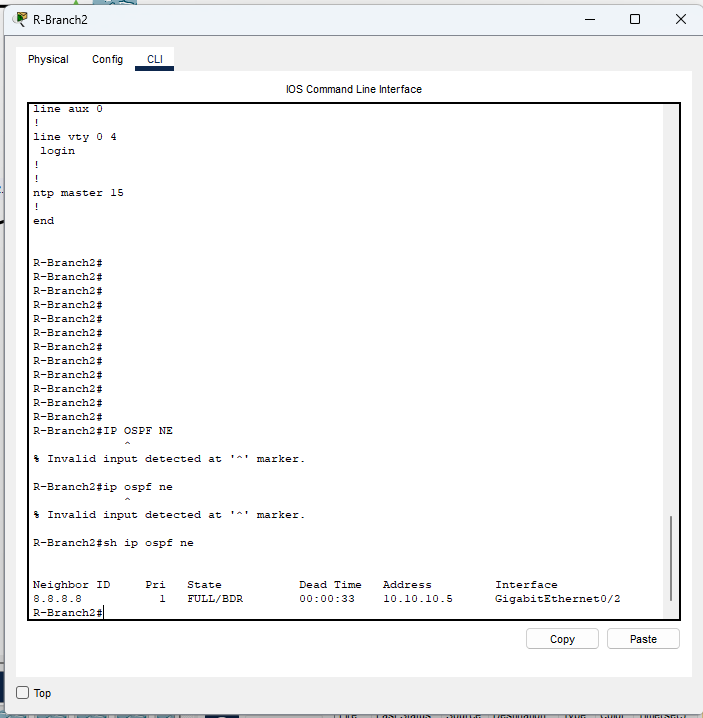 R-Branch2
Physical Config CLI
IOS Command Line Interface
line aux 0
!
line vty 0 4
login
!
!
ntp master 15
!
end
R-Branch2#
R-Branch2#
R-Branch2#
R-Branch2#
R-Branch2#
R-Branch2#
R-Branch2#
R-Branch2#
R-Branch2#
R-Branch2#
R-Branch2#
R-Branch2#
R-Branch2#IP OSPF NE
^
% Invalid input detected at '^' marker.
R-Branch2#ip ospf ne
^
% Invalid input detected at '^' marker.
R-Branch2#sh ip ospf ne
Neighbor ID Pri State Dead Time Address Interface
8.8.8.8 1 FULL/BDR 00:00:33 10.10.10.5 GigabitEthernet0/2
R-Branch2#
Copy Paste
Top